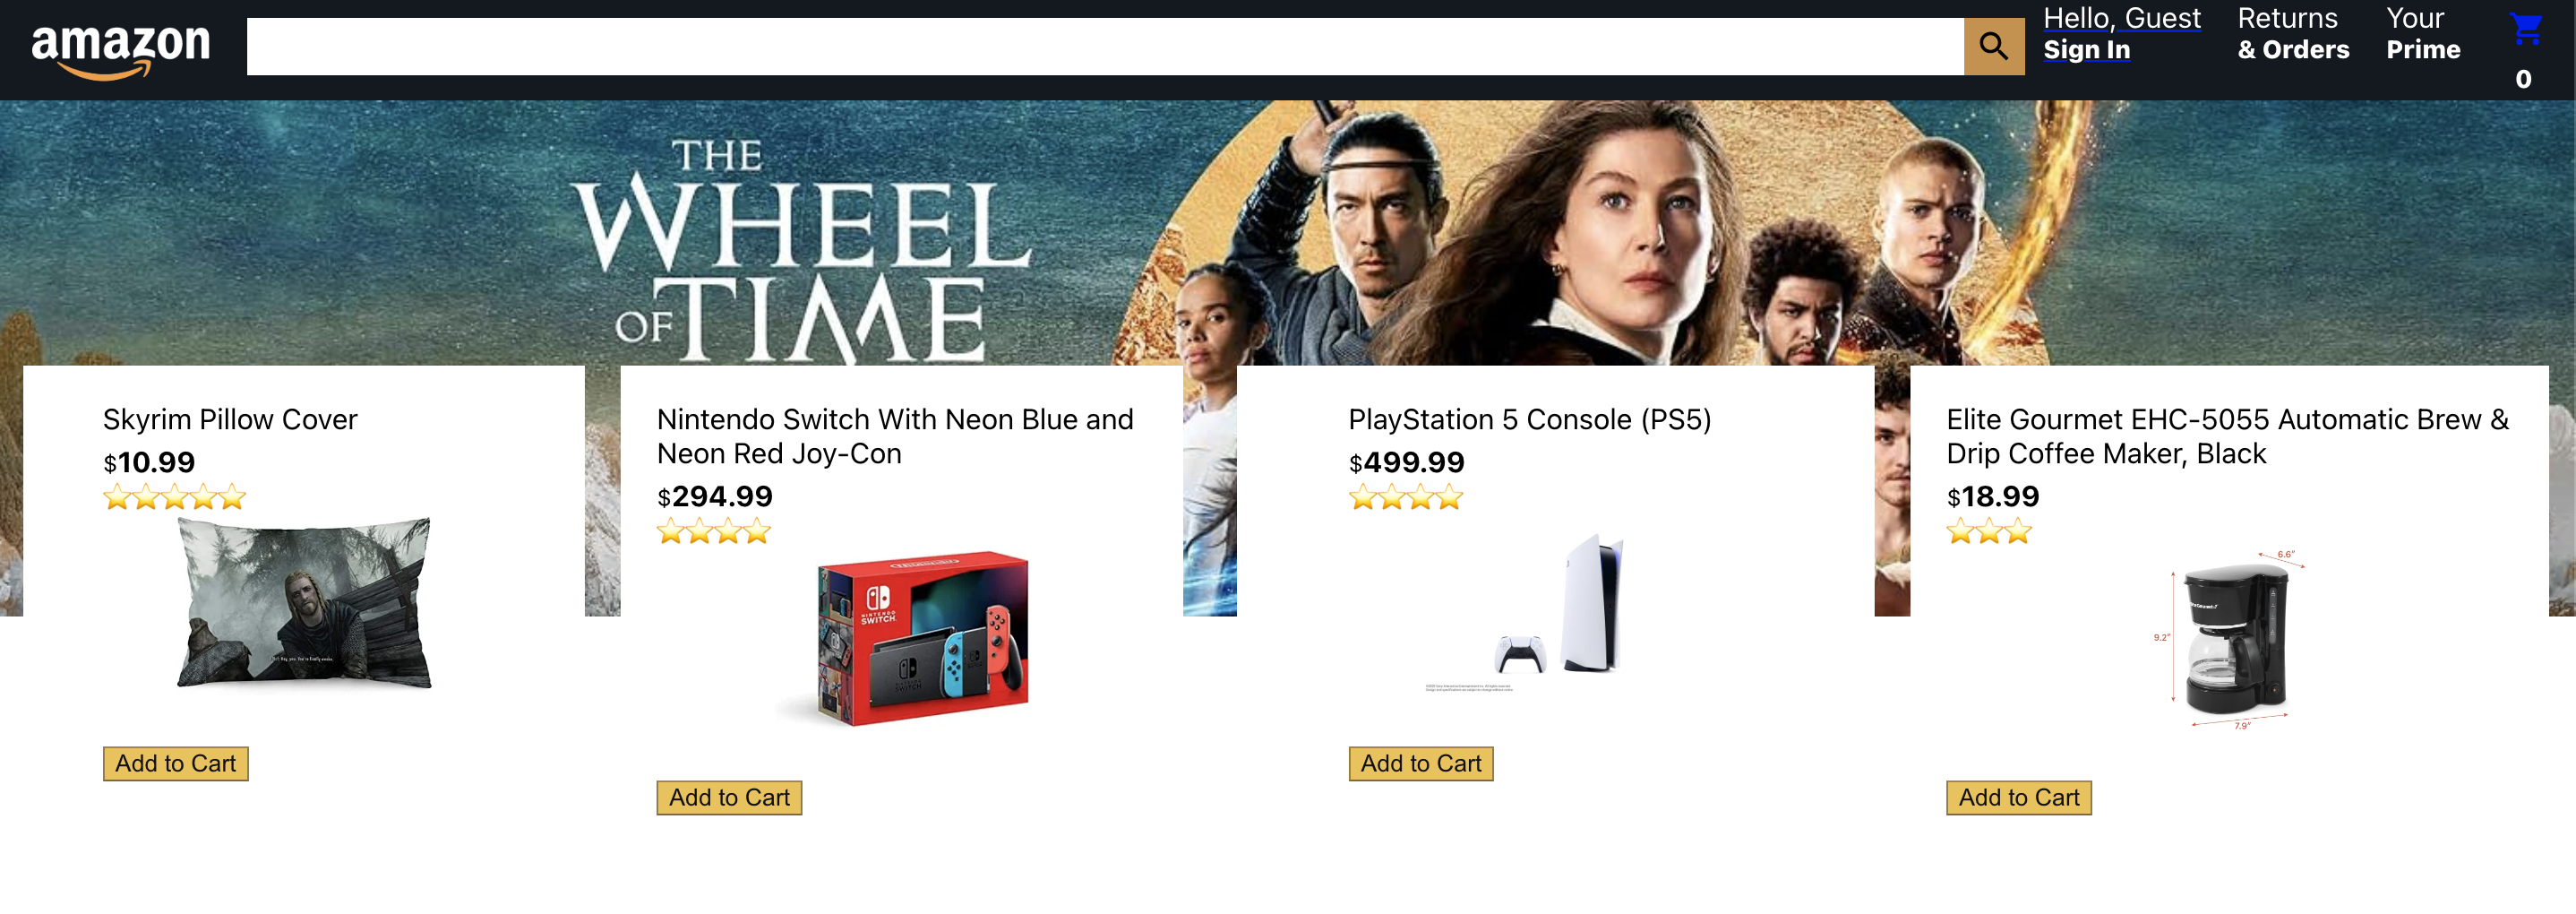 amazon
Hello, Guest
Sign In
Returns
& Orders
Your
Prime
0
THE
WHEEL
OF TIME
Skyrim Pillow Cover
$10.99
Nintendo Switch With Neon Blue and
Neon Red Joy-Con
$294.99
NINTENDO
SWITCH
PlayStation 5 Console (PS5)
$499.99
Elite Gourmet EHC-5055 Automatic Brew &
Drip Coffee Maker, Black
$18.99
6.6"
9.2"
7.9"
Add to Cart
Add to Cart
Add to Cart
Add to Cart